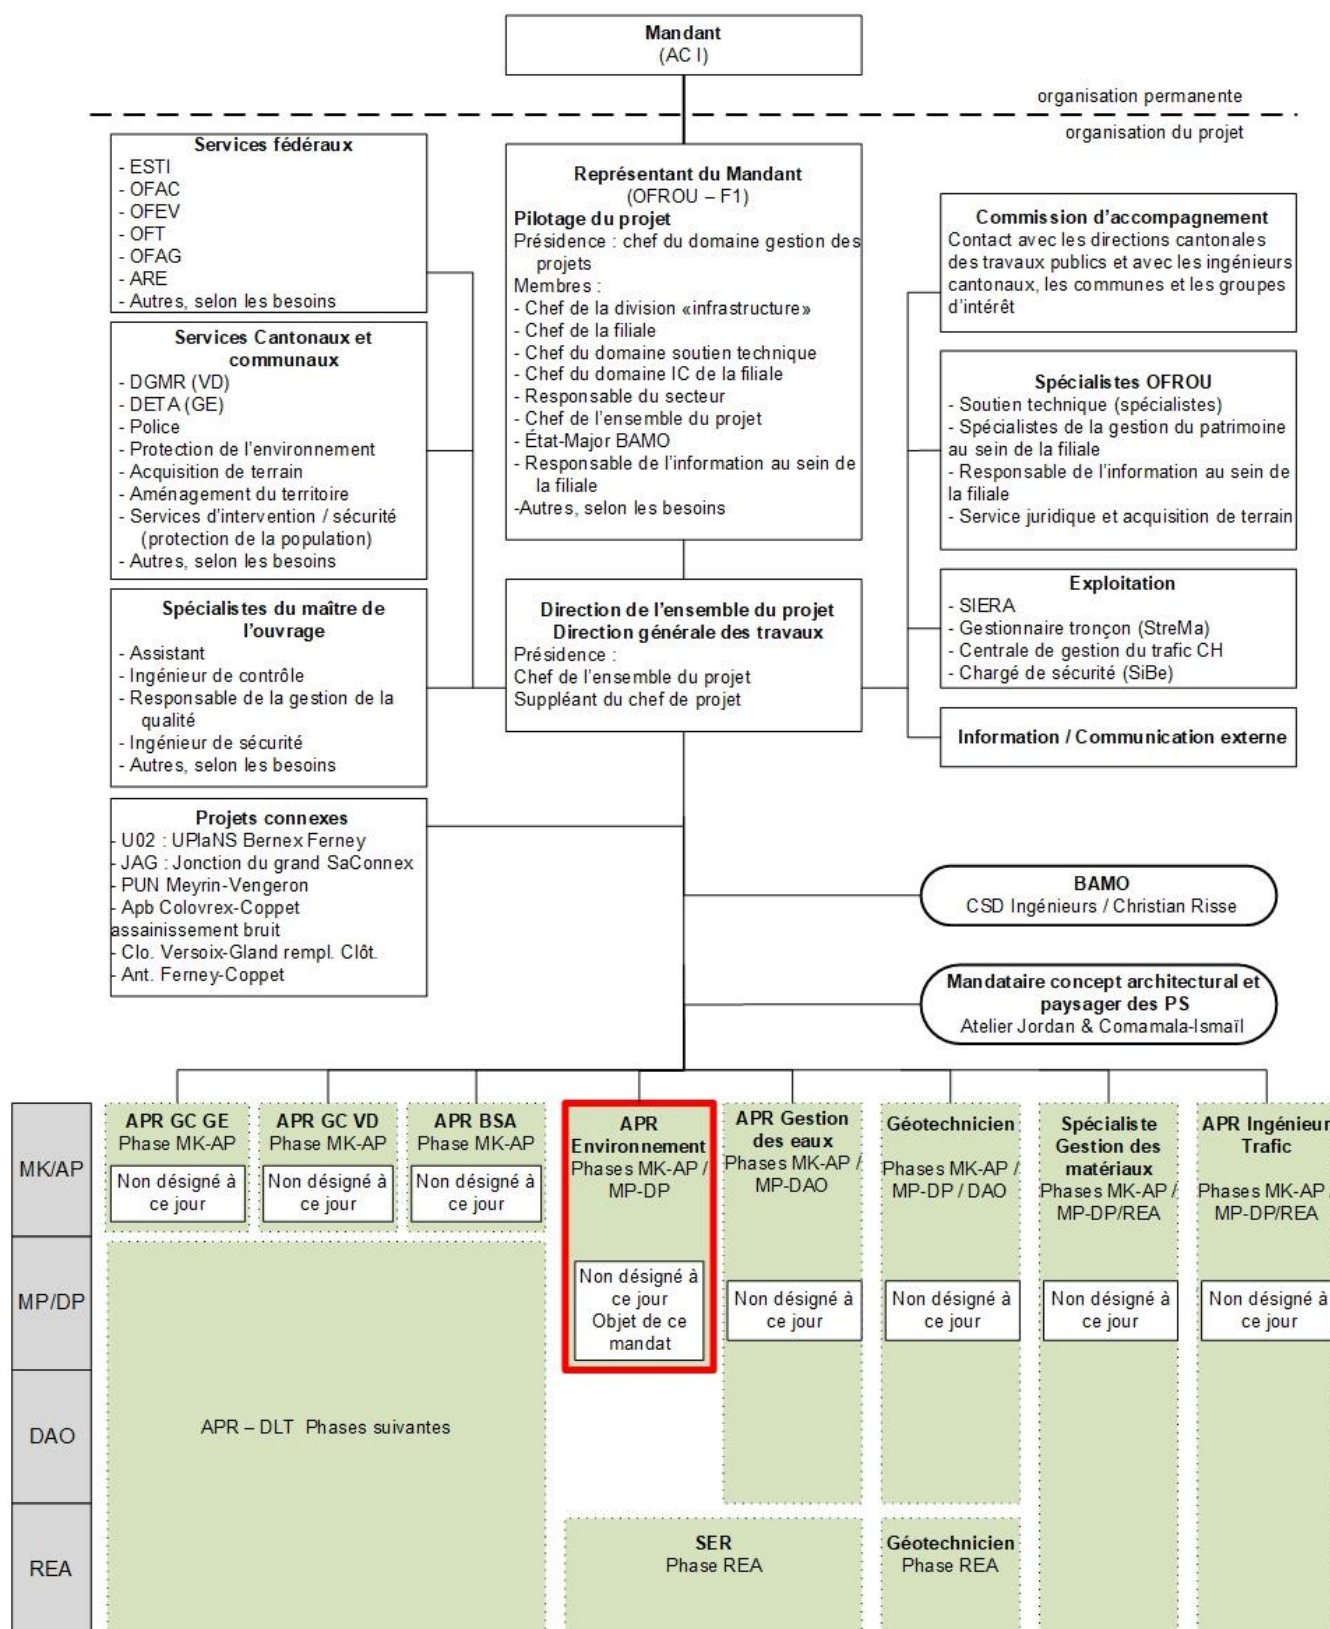 Mandant
(AC I)
organisation permanente
organisation du projet
Services fédéraux
- ESTI
- OFAC
- OFEV
- OFT
- OFAG
- ARE
- Autres, selon les besoins
Services Cantonaux et
communaux
- DGMR (VD)
- DETA (GE)
- Police
- Protection de l'environnement
- Acquisition de terrain
- Aménagement du territoire
- Services d'intervention / sécurité
(protection de la population)
- Autres, selon les besoins
Spécialistes du maître de
l'ouvrage
- Assistant
- Ingénieur de contrôle
- Responsable de la gestion de la
qualité
- Ingénieur de sécurité
- Autres, selon les besoins
Projets connexes
- U02 : UPlaNS Bernex Ferney
- JAG : Jonction du grand SaConnex
- PUN Meyrin-Vengeron
- Apb Colovrex-Coppet
assainissement bruit
- Clo. Versoix-Gland rempl. Clôt.
- Ant. Ferney-Coppet
Représentant du Mandant
(OFROU – F1)
Pilotage du projet
Présidence : chef du domaine gestion des
projets
Membres :
- Chef de la division «infrastructure»
- Chef de la filiale
- Chef du domaine soutien technique
- Chef du domaine IC de la filiale
- Responsable du secteur
- Chef de l'ensemble du projet
- État-Major BAMO
- Responsable de l'information au sein de
la filiale
-Autres, selon les besoins
Direction de l'ensemble du projet
Direction générale des travaux
Présidence :
Chef de l'ensemble du projet
Suppléant du chef de projet
Commission d'accompagnement
Contact avec les directions cantonales
des travaux publics et avec les ingénieurs
cantonaux, les communes et les groupes
d'intérêt
Spécialistes OFROU
- Soutien technique (spécialistes)
- Spécialistes de la gestion du patrimoine
au sein de la filiale
- Responsable de l'information au sein de
la filiale
- Service juridique et acquisition de terrain
Exploitation
- SIERA
- Gestionnaire tronçon (StreMa)
- Centrale de gestion du trafic CH
- Chargé de sécurité (SiBe)
Information / Communication externe
BAMO
CSD Ingénieurs / Christian Risse
Mandataire concept architectural et
paysager des PS
Atelier Jordan & Comamala-Ismaïl
MK/AP
MP/DP
DAO
REA
APR GC GE
Phase MK-AP
Non désigné à
ce jour
APR GC VD
Phase MK-AP
Non désigné à
ce jour
APR BSA
Phase MK-AP
Non désigné à
ce jour
APR
Environnement
Phases MK-AP /
MP-DP
Non désigné à
ce jour
Objet de ce
mandat
APR Gestion
des eaux
Phases MK-AP /
MP-DAO
Non désigné à
ce jour
Géotechnicien
Phases MK-AP /
MP-DP / DAO
Non désigné à
ce jour
Spécialiste
Gestion des
matériaux
Phases MK-AP /
MP-DP/REA
Non désigné à
ce jour
APR Ingénieur
Trafic
Phases MK-AP /
MP-DP/REA
Non désigné à
ce jour
APR – DLT Phases suivantes
SER
Phase REA
Géotechnicien
Phase REA